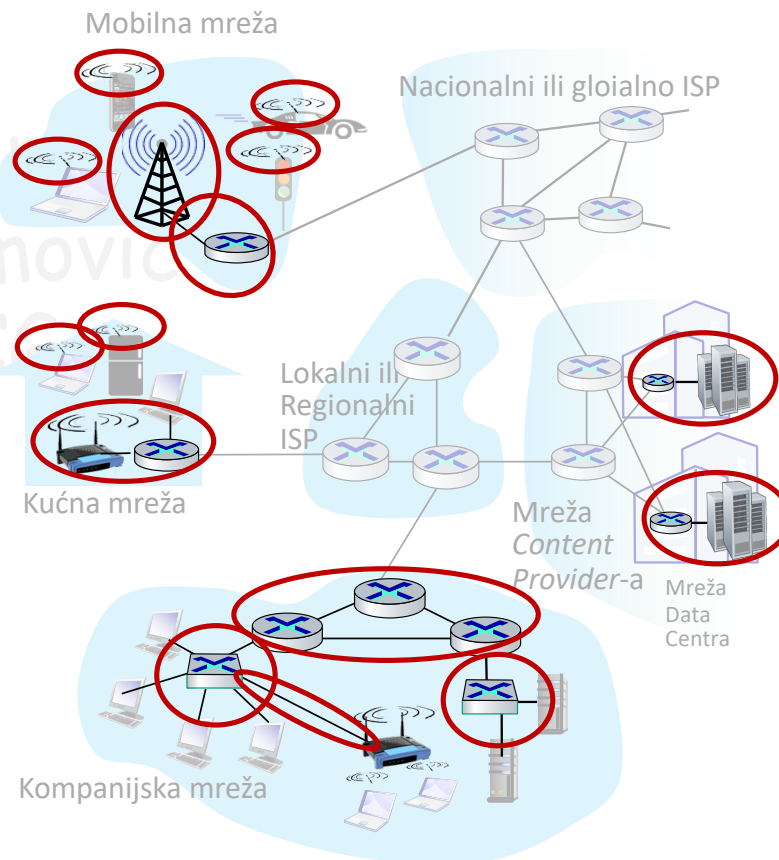 Mobilna mreža
Nacionalni ili gloialno ISP
Lokalni ili
Regionalni
ISP
Kućna mreža
Mreža
Content
Provider-a
Mreža
Data
Centra
Kompanijska mreža